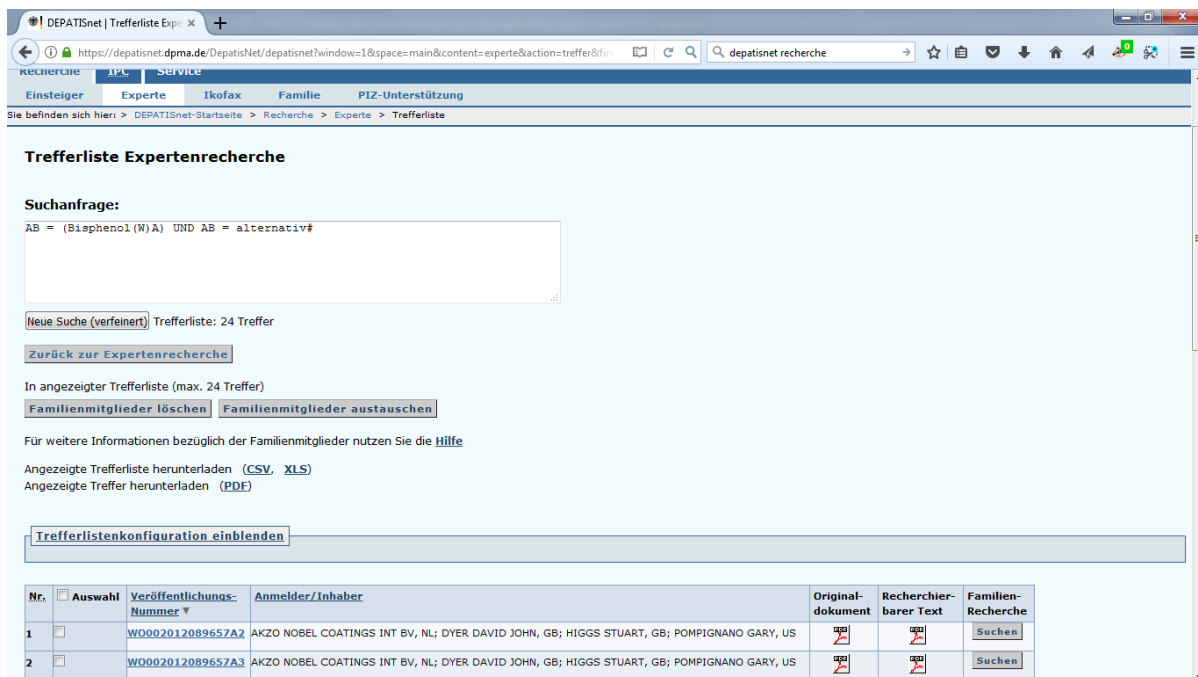 DEPATISnet | Trefferliste Expe
https://depatisnet.dpma.de/DepatisNet/depatisnet?window=1&space=main&content=experte&action=treffer&fir
depatisnet recherche
0
Recherche IPC Service
Einsteiger Experte Ikofax Familie PIZ-Unterstützung
Sie befinden sich hier: > DEPATISnet-Startseite > Recherche > Experte > Trefferliste
Trefferliste Expertenrecherche
Suchanfrage:
AB = (Bisphenol(W)A) UND AB = alternativ#
Neue Suche (verfeinert) Trefferliste: 24 Treffer
Zurück zur Expertenrecherche
In angezeigter Trefferliste (max. 24 Treffer)
Familienmitglieder löschen Familienmitglieder austauschen
Für weitere Informationen bezüglich der Familienmitglieder nutzen Sie die Hilfe
Angezeigte Trefferliste herunterladen (CSV, XLS)
Angezeigte Treffer herunterladen (PDF)
Trefferlistenkonfiguration einblenden
Nr. Auswahl Veröffentlichungs- Anmelder/Inhaber Original- Recherchier- Familien-
Nummer ▼ dokument barer Text Recherche
1 WO002012089657A2 AKZO NOBEL COATINGS INT BV, NL; DYER DAVID JOHN, GB; HIGGS STUART, GB; POMPIGNANO GARY, US PDF PDF Suchen
2 WO002012089657A3 AKZO NOBEL COATINGS INT BV, NL; DYER DAVID JOHN, GB; HIGGS STUART, GB; POMPIGNANO GARY, US PDF PDF Suchen